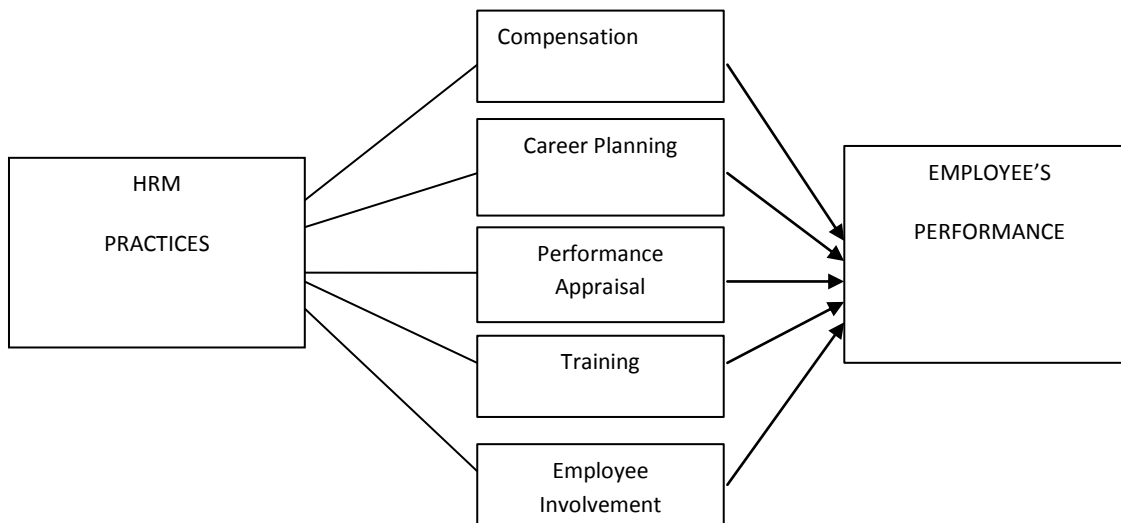 HRM
PRACTICES
Compensation
Career Planning
Performance
Appraisal
Training
Employee
Involvement
EMPLOYEE’S
PERFORMANCE